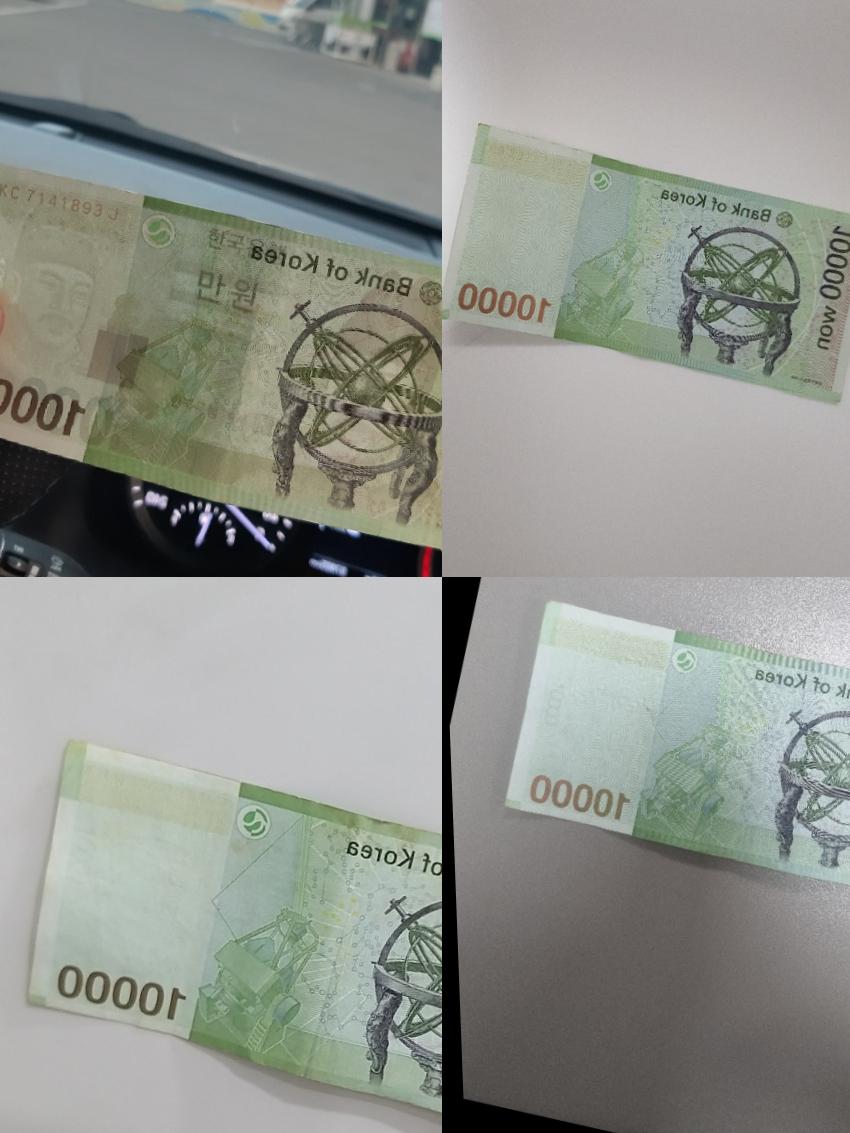 KC 7141893 J
한국은행
Bank of Korea
만원
1000
Bank of Korea
10000 won
10000
of Korea
10000
nk of Korea
10000